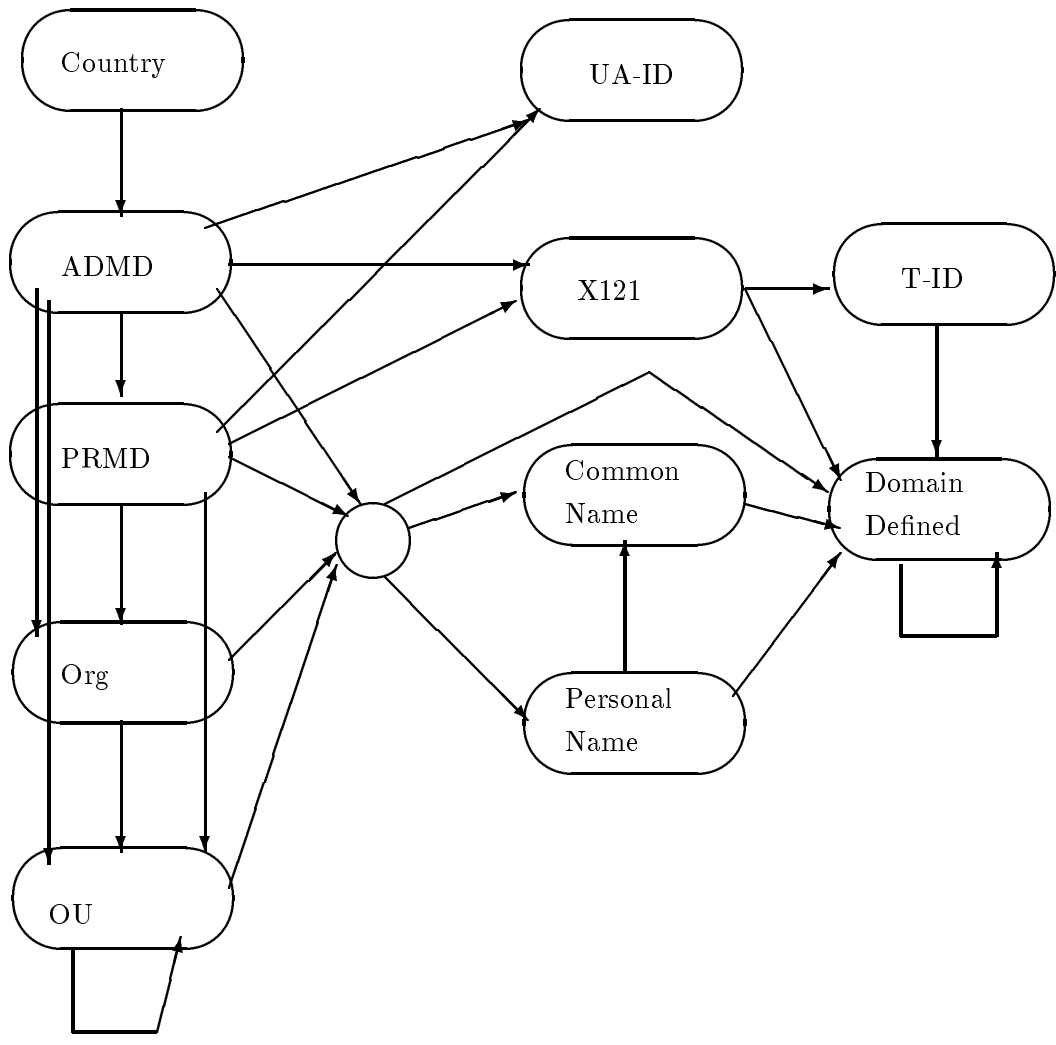 Country
UA-ID
ADMD
X121
T-ID
PRMD
Common
Name
Domain
Defined
Org
Personal
Name
OU